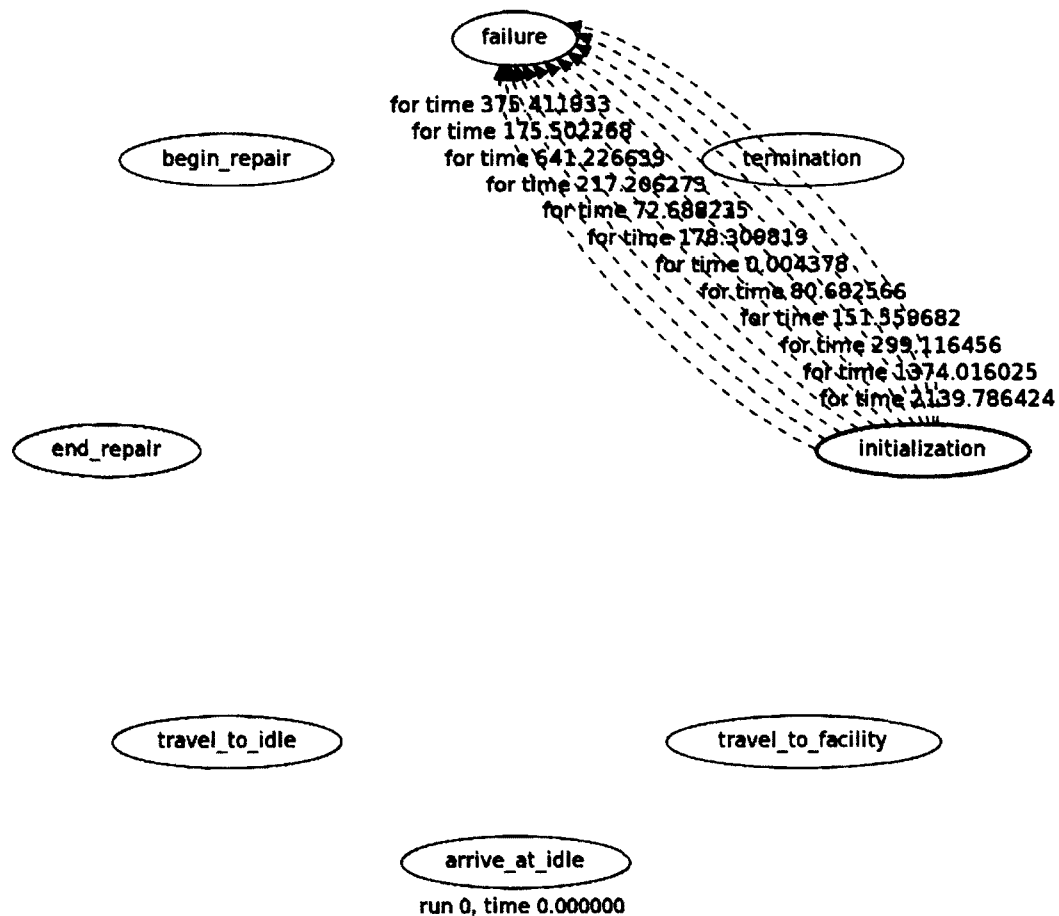 failure
for time 375.411933
for time 175.502268
begin_repair
for time 641.226639
termination
for time 217.206273
for time 72.688235
for time 178.309819
for time 0.004378
for time 80.682566
for time 151.559682
for time 299.116456
for time 1374.016025
for time 2139.786424
end_repair
initialization
travel_to_idle
travel_to_facility
arrive_at_idle
run 0, time 0.000000